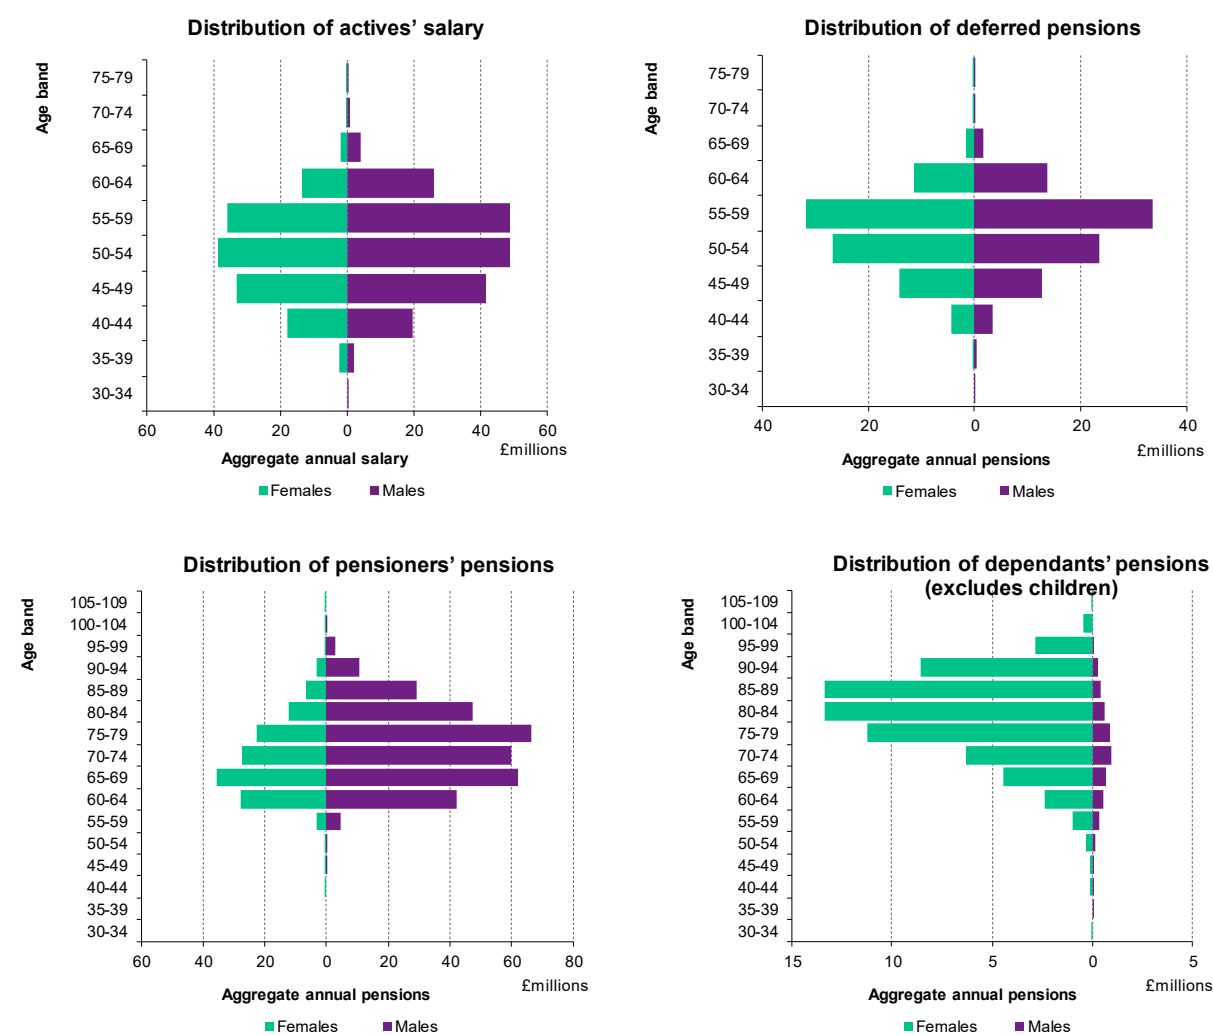 Distribution of actives’ salary
Age band
75-79
70-74
65-69
60-64
55-59
50-54
45-49
40-44
35-39
30-34
60 40 20 0 20 40 60
£millions
Aggregate annual salary
Females Males
Distribution of deferred pensions
Age band
75-79
70-74
65-69
60-64
55-59
50-54
45-49
40-44
35-39
30-34
40 20 0 20 40
£millions
Aggregate annual pensions
Females Males
Distribution of pensioners’ pensions
Age band
105-109
100-104
95-99
90-94
85-89
80-84
75-79
70-74
65-69
60-64
55-59
50-54
45-49
40-44
35-39
30-34
60 40 20 0 20 40 60 80
£millions
Aggregate annual pensions
Females Males
Distribution of dependants’ pensions
(excludes children)
Age band
105-109
100-104
95-99
90-94
85-89
80-84
75-79
70-74
65-69
60-64
55-59
50-54
45-49
40-44
35-39
30-34
15 10 5 0 5
£millions
Aggregate annual pensions
Females Males